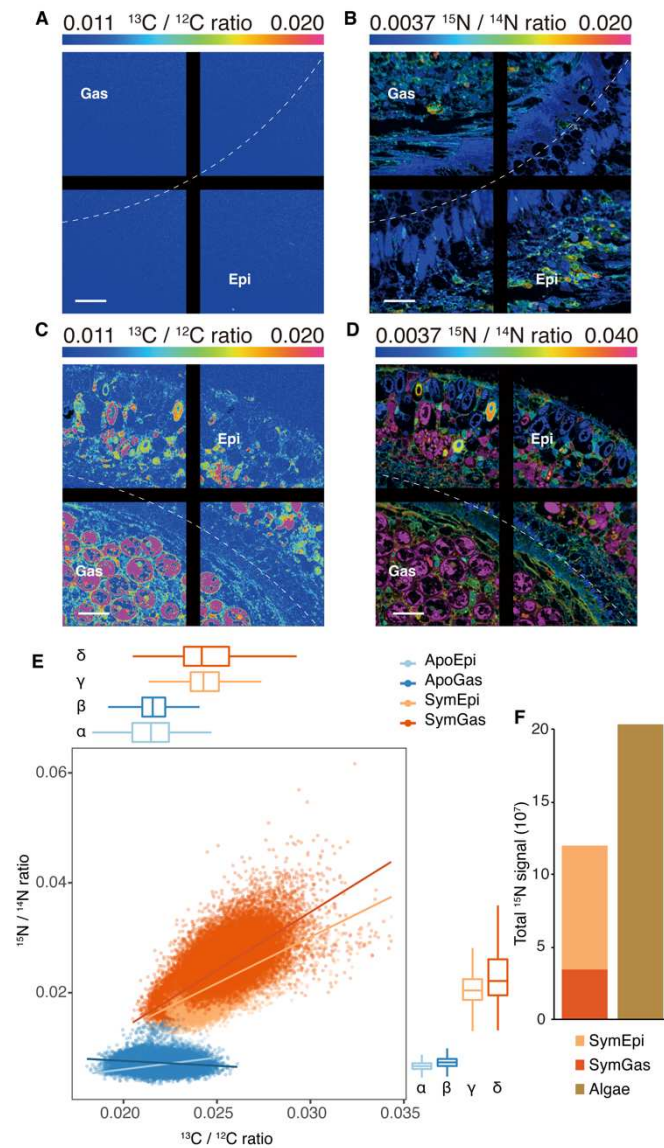 A 0.011 ¹³C / ¹²C ratio 0.020
B 0.0037 ¹⁵N / ¹⁴N ratio 0.020
Gas
Epi
Gas
Epi
C 0.011 ¹³C / ¹²C ratio 0.020
D 0.0037 ¹⁵N / ¹⁴N ratio 0.040
Epi
Gas
Epi
Gas
E
δ
γ
β
α
ApoEpi
ApoGas
SymEpi
SymGas
¹⁵N / ¹⁴N ratio
0.06
0.04
0.02
0.020 0.025 0.030 0.035
¹³C / ¹²C ratio
α β γ δ
F
Total ¹⁵N signal (10⁷)
20
15
10
5
0
SymEpi
SymGas
Algae